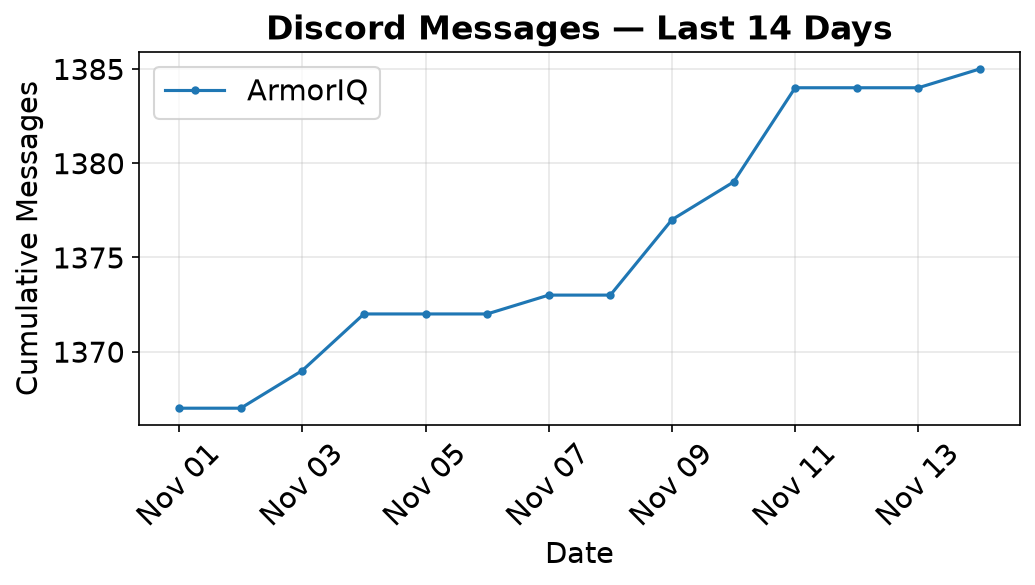 Discord Messages — Last 14 Days
ArmorIQ
Cumulative Messages
1385
1380
1375
1370
Nov 01
Nov 03
Nov 05
Nov 07
Nov 09
Nov 11
Nov 13
Date